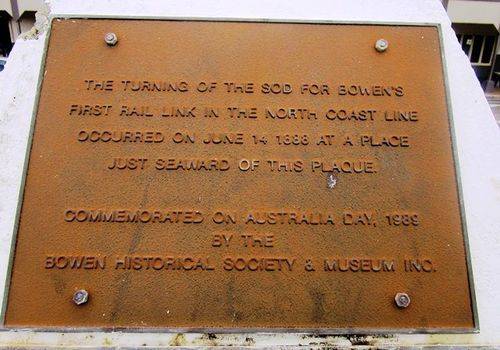 THE TURNING OF THE SOD FOR BOWEN'S
FIRST RAIL LINK IN THE NORTH COAST LINE
OCCURRED ON JUNE 14 1888 AT A PLACE
JUST SEAWARD OF THIS PLAQUE.
COMMEMORATED ON AUSTRALIA DAY, 1989
BY THE
BOWEN HISTORICAL SOCIETY & MUSEUM INC.